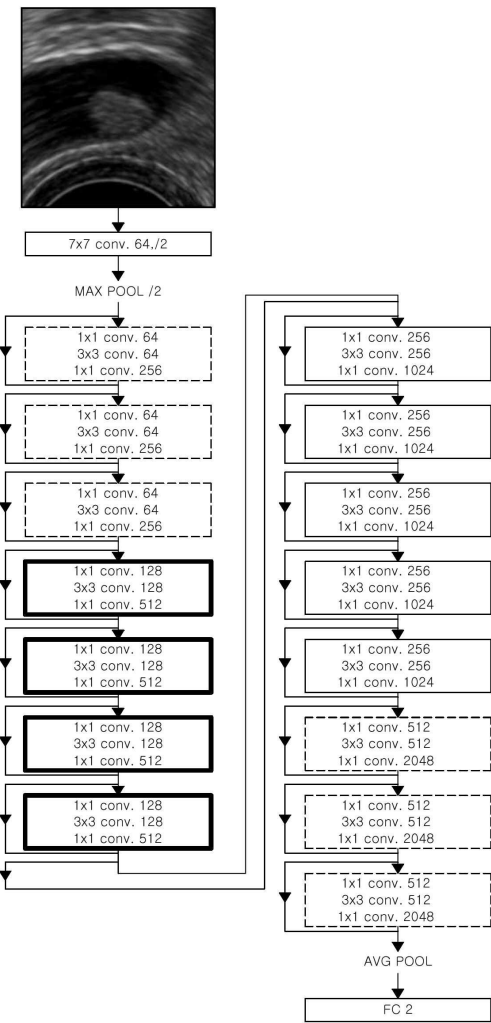 7x7 conv. 64,/2
MAX POOL /2
1x1 conv. 64
3x3 conv. 64
1x1 conv. 256
1x1 conv. 64
3x3 conv. 64
1x1 conv. 256
1x1 conv. 64
3x3 conv. 64
1x1 conv. 256
1x1 conv. 128
3x3 conv. 128
1x1 conv. 512
1x1 conv. 128
3x3 conv. 128
1x1 conv. 512
1x1 conv. 128
3x3 conv. 128
1x1 conv. 512
1x1 conv. 128
3x3 conv. 128
1x1 conv. 512
1x1 conv. 256
3x3 conv. 256
1x1 conv. 1024
1x1 conv. 256
3x3 conv. 256
1x1 conv. 1024
1x1 conv. 256
3x3 conv. 256
1x1 conv. 1024
1x1 conv. 256
3x3 conv. 256
1x1 conv. 1024
1x1 conv. 256
3x3 conv. 256
1x1 conv. 1024
1x1 conv. 512
3x3 conv. 512
1x1 conv. 2048
1x1 conv. 512
3x3 conv. 512
1x1 conv. 2048
1x1 conv. 512
3x3 conv. 512
1x1 conv. 2048
AVG POOL
FC 2